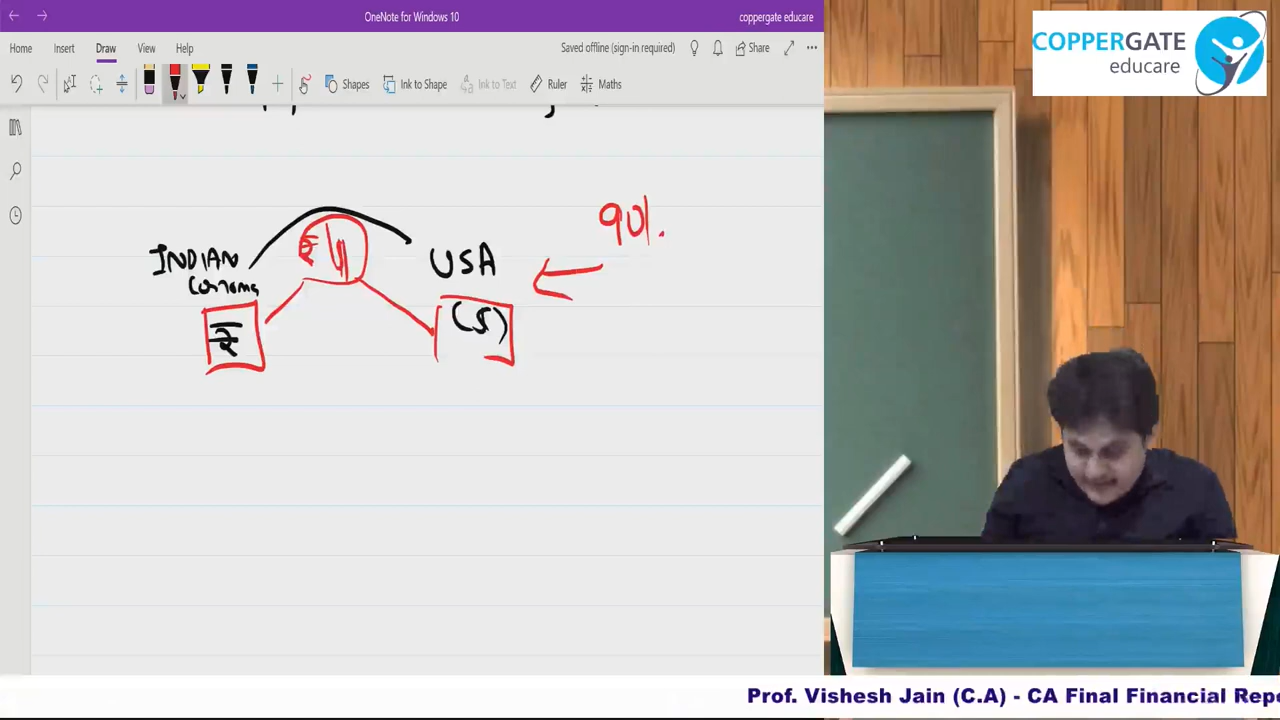 OneNote for Windows 10
coppergate educare
Home Insert Draw View Help
Saved offline (sign-in required)
Share
Shapes
Ink to Shape
Ink to Text
Ruler
Maths
COPPERGATE
educare
90%.
INDIAN
USA
₹
₹
($)
Prof. Vishesh Jain (C.A) - CA Final Financial Repo